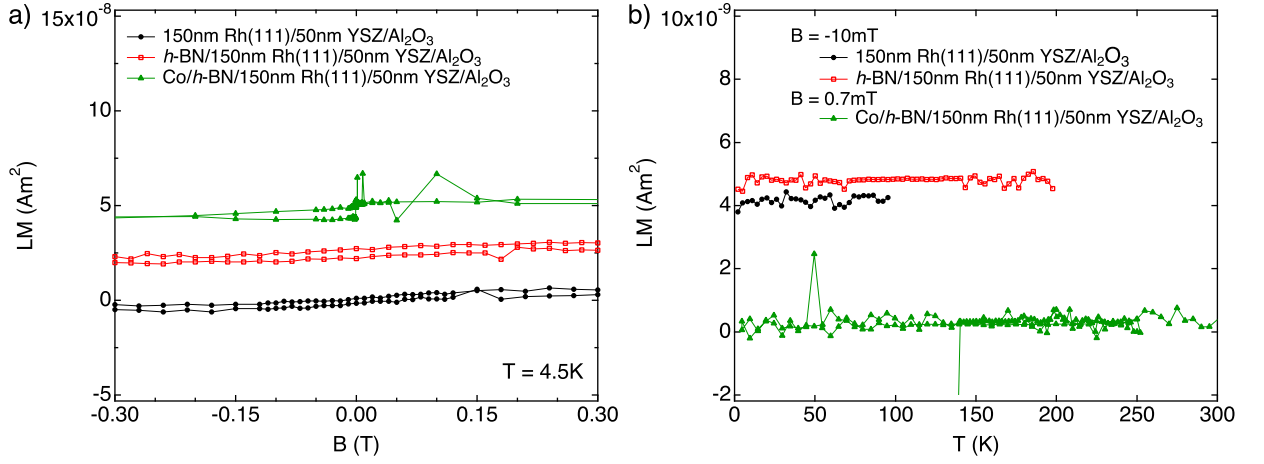 a)
15x10⁻⁸
10
5
0
-5
LM (Am²)
150nm Rh(111)/50nm YSZ/Al₂O₃
h-BN/150nm Rh(111)/50nm YSZ/Al₂O₃
Co/h-BN/150nm Rh(111)/50nm YSZ/Al₂O₃
T = 4.5K
-0.30 -0.15 0.00 0.15 0.30
B (T)
b)
10x10⁻⁹
8
6
4
2
0
-2
LM (Am²)
B = -10mT
150nm Rh(111)/50nm YSZ/Al₂O₃
h-BN/150nm Rh(111)/50nm YSZ/Al₂O₃
B = 0.7mT
Co/h-BN/150nm Rh(111)/50nm YSZ/Al₂O₃
0 50 100 150 200 250 300
T (K)